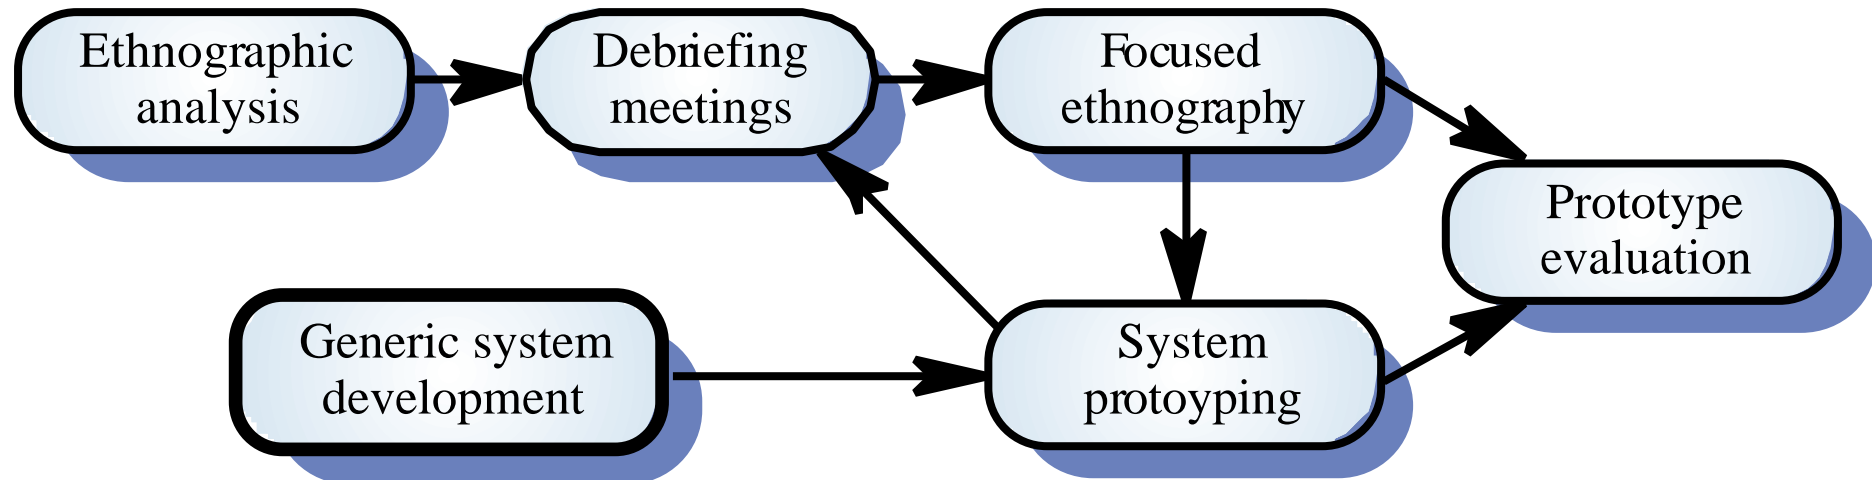 Ethnographic
analysis
Debriefing
meetings
Focused
ethnography
Prototype
evaluation
Generic system
development
System
protoyping